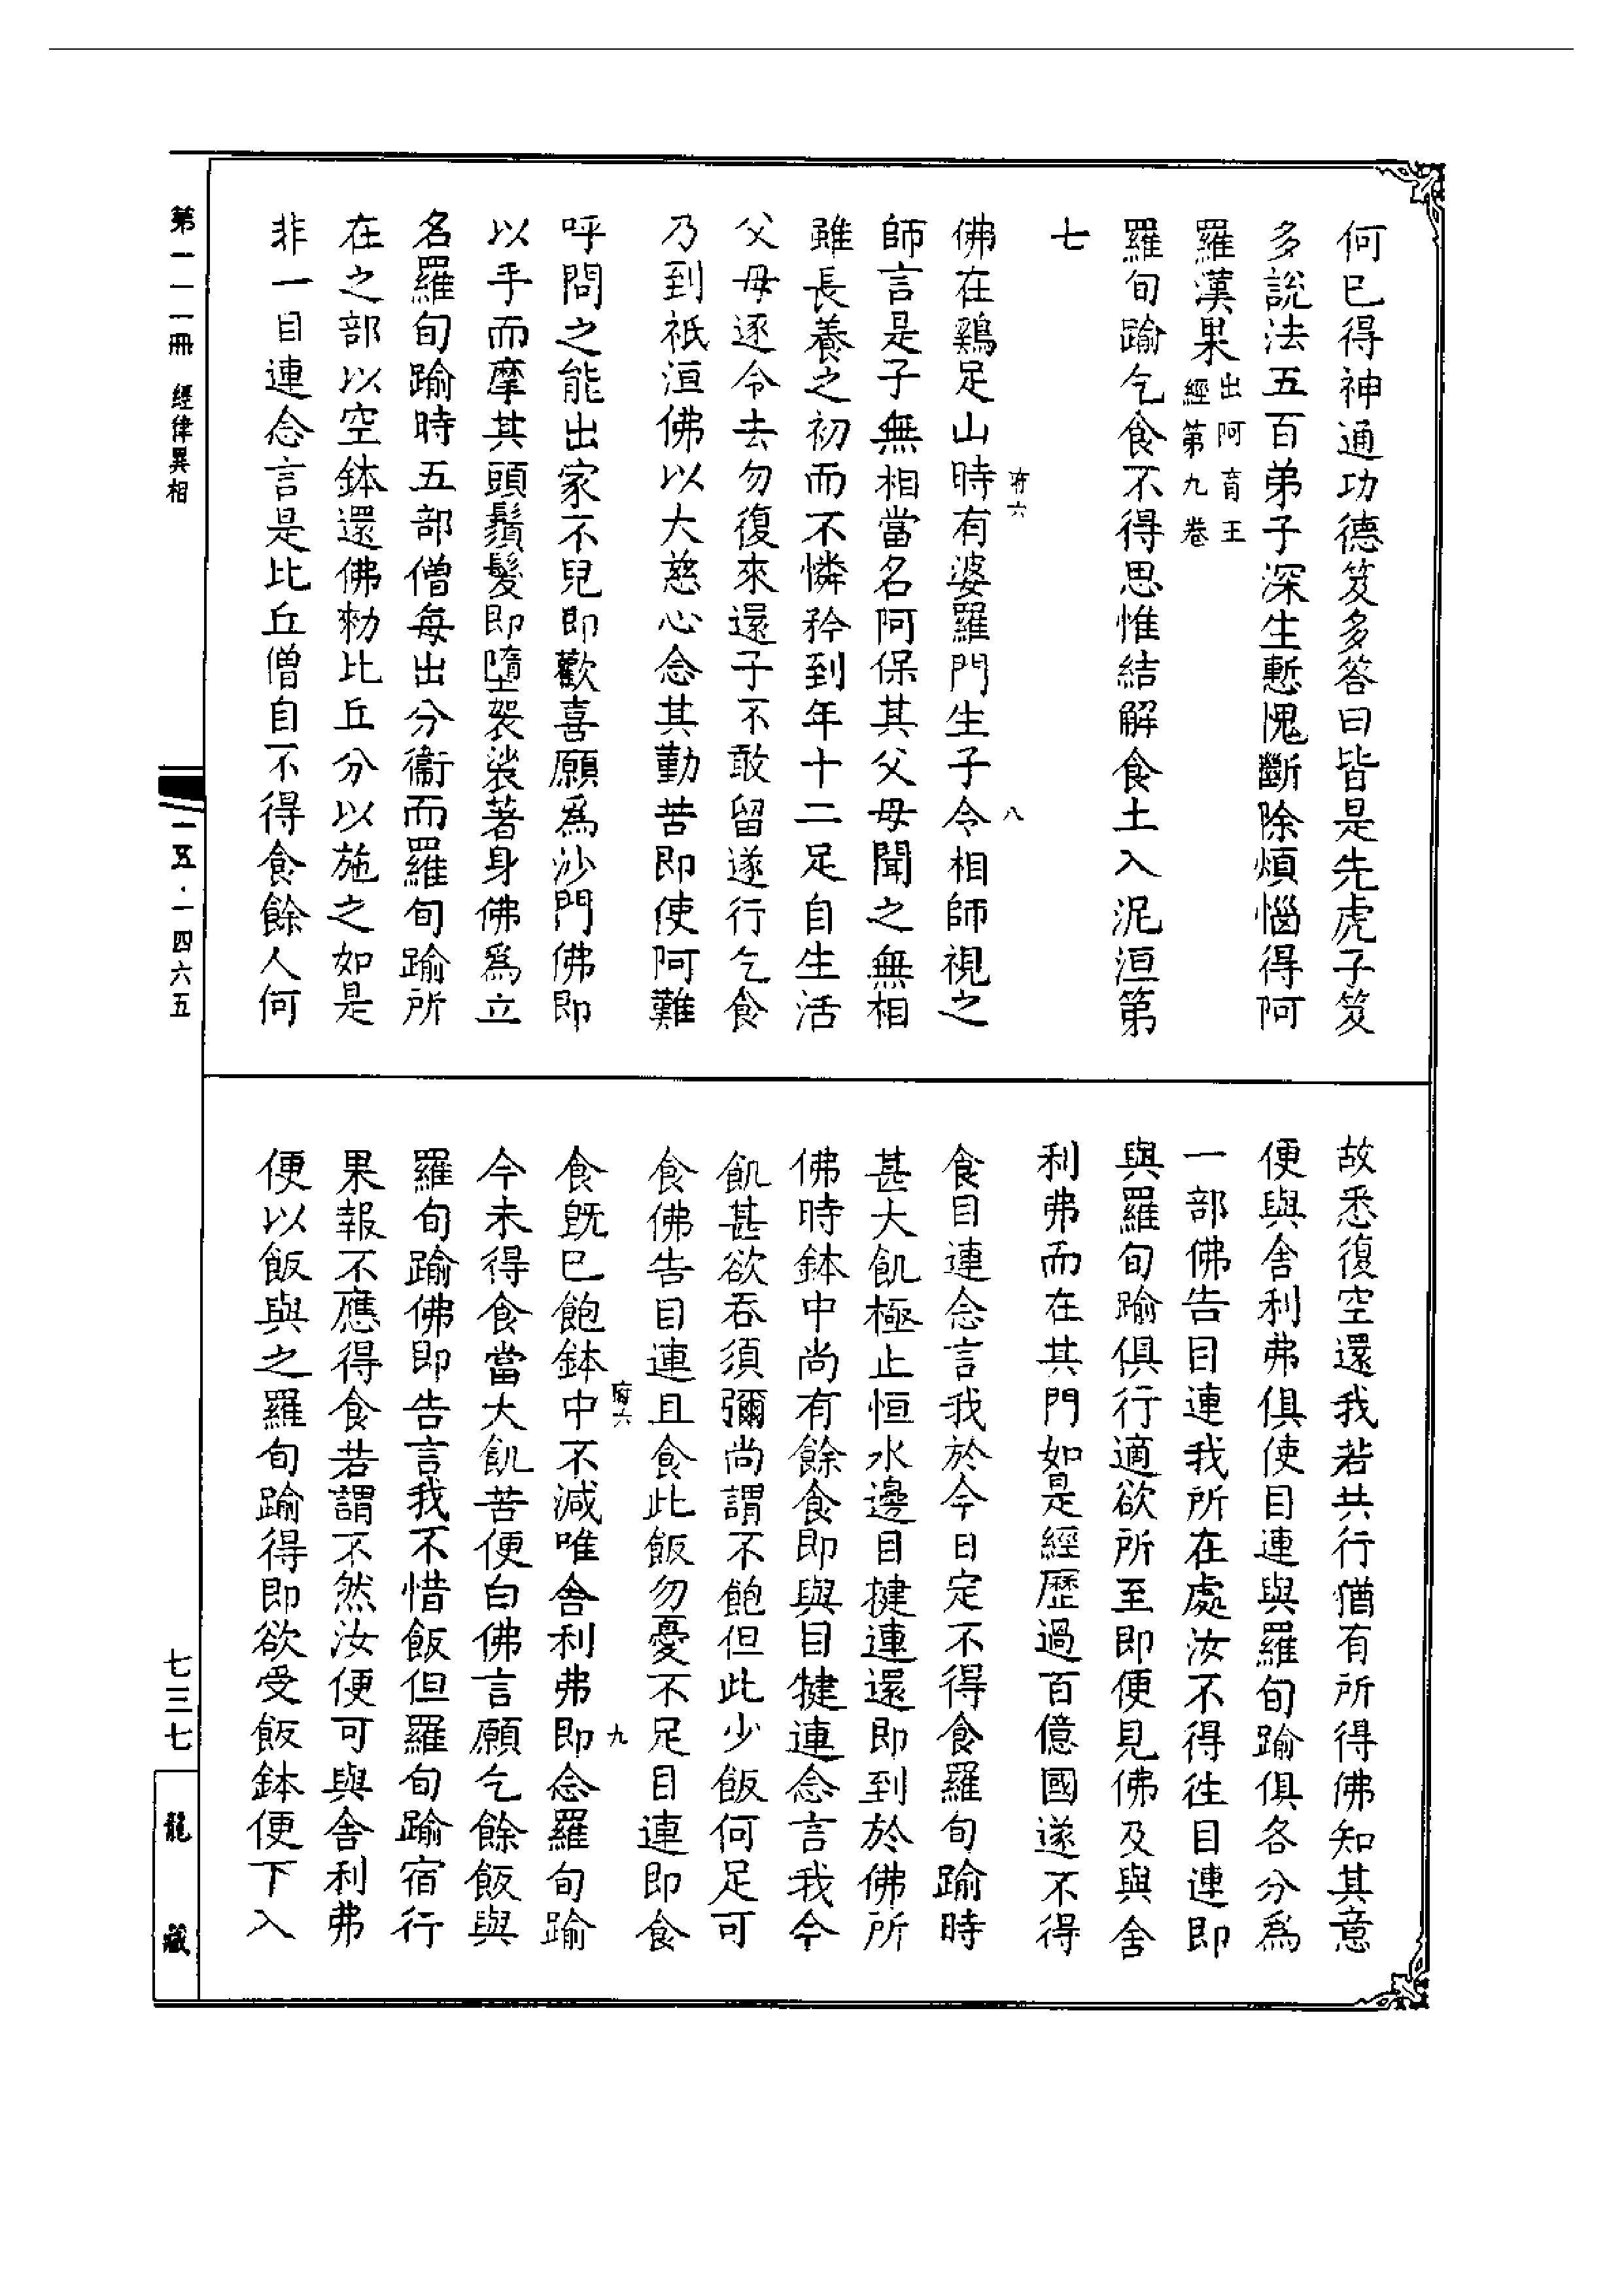 何已得神通功德笈多答曰皆是先虎子笈
多說法五百弟子深生慙愧斷除煩惱得阿
羅漢果出阿育王經第九卷
羅旬踰乞食不得思惟結解食土入泥洹第
七
府六 八
佛在鷄足山時有婆羅門生子令相師視之
師言是子無相當名阿保其父母聞之無相
雖長養之初而不憐矜到年十二足自生活
父母逐令去勿復來還子不敢留遂行乞食
乃到祇洹佛以大慈心念其勤苦即使阿難
呼問之能出家不兒即歡喜願爲沙門佛即
以手而摩其頭鬚髮即墮袈裟著身佛爲立
名羅旬踰時五部僧每出分衞而羅旬踰所
在之部以空鉢還佛勑比丘分以施之如是
非一目連念言是比丘僧自不得食餘人何
故悉復空還我若共行猶有所得佛知其意
便與舍利弗俱使目連與羅旬踰俱各分爲
一部佛告目連我所在處汝不得往目連即
與羅旬踰俱行適欲所至即便見佛及與舍
利弗而在其門如是經歷過百億國遂不得
食目連念言我於今日定不得食羅旬踰時
甚大飢極止恒水邊目揵連還即到於佛所
佛時鉢中尚有餘食即與目揵連念言我今
飢甚欲吞須彌尚謂不飽但此少飯何足可
食佛告目連且食此飯勿憂不足目連即食
府六 九
食旣已飽鉢中不減唯舍利弗即念羅旬踰
今未得食當大飢苦便白佛言願乞餘飯與
羅旬踰佛即告言我不惜飯但羅旬踰宿行
果報不應得食若謂不然汝便可與舍利弗
便以飯與之羅旬踰得即欲受飯鉢便下入
第一一一冊 經律異相
一五·一四六五
七三七
龍藏